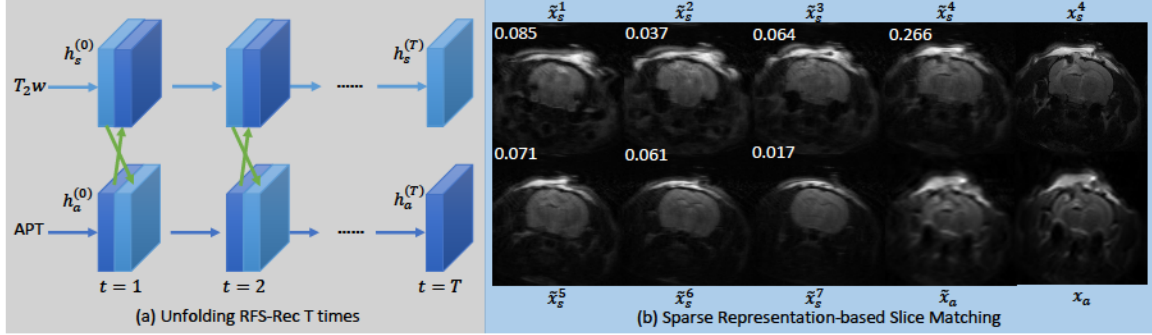 h_s^{(0)} h_s^{(T)}
T_2w ......
h_a^{(0)} h_a^{(T)}
APT ......
t = 1 t = 2 t = T
(a) Unfolding RFS-Rec T times
x̃_s^1 x̃_s^2 x̃_s^3 x̃_s^4 x_s^4
0.085 0.037 0.064 0.266
0.071 0.061 0.017
x̃_s^5 x̃_s^6 x̃_s^7 x̃_a x_a
(b) Sparse Representation-based Slice Matching